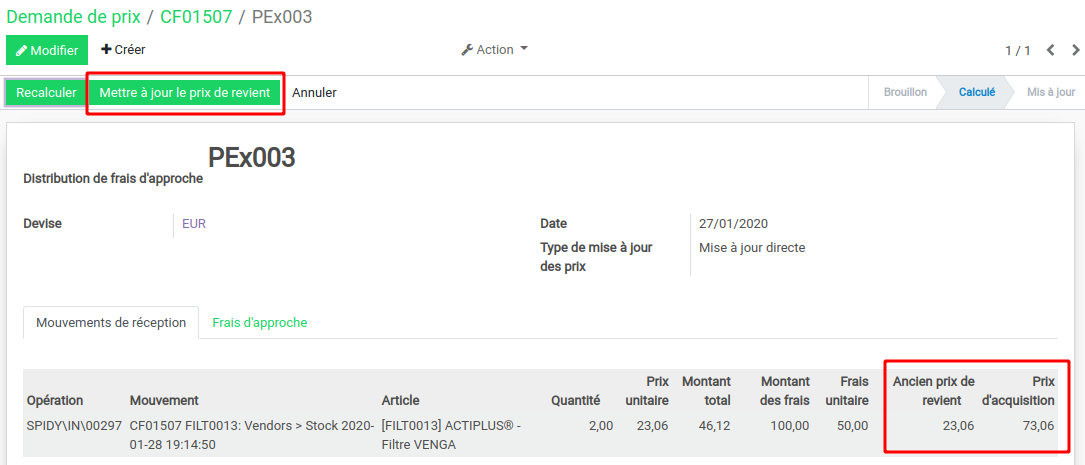 Demande de prix / CF01507 / PEx003
Modifier Créer Action 1 / 1
Recalculer Mettre à jour le prix de revient Annuler Brouillon Calculé Mis à jour
PEx003
Distribution de frais d'approche
Devise EUR Date 27/01/2020
Type de mise à jour Mise à jour directe
des prix
Mouvements de réception Frais d'approche
Prix Montant Montant Frais Ancien prix de Prix
Opération Mouvement Article Quantité unitaire total des frais unitaire revient d'acquisition
SPIDY\IN\00297 CF01507 FILT0013: Vendors > Stock 2020- [FILT0013] ACTIPLUS® - 2,00 23,06 46,12 100,00 50,00 23,06 73,06
01-28 19:14:50 Filtre VENGA